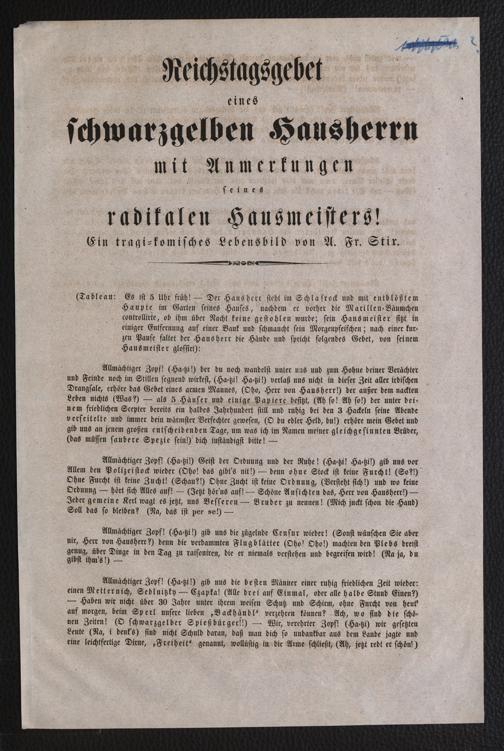 Reichstagsgebet
eines
schwarzgelben Hausherrn
mit Anmerkungen
seines
radikalen Hausmeisters!
Ein tragi-komisches Lebensbild von A. Fr. Stix.
(Tableau: Es ist 5 Uhr früh! — Der Hausherr steht im Schlafrock und mit entblößtem
Haupte im Garten seines Hauses, nachdem er vorher die Marillen-Bäumchen
controllirte, ob ihm über Nacht keine gestohlen wurde; sein Hausmeister sitzt in
einiger Entfernung auf einer Bank und schmaucht sein Morgenpfeifchen; nach einer kur-
zen Pause faltet der Hausherr die Hände und spricht folgendes Gebet, von seinem
Hausmeister glossirt):
Allmächtiger Zopf! (Ha-tzi!) der du noch wandelst unter uns und zum Hohne deiner Verächter
und Feinde noch im Stillen segnend wirkest, (Ha-tzi! Ha-tzi!) verlaß uns nicht in dieser Zeit aller irdischen
Drangsale, erhöre das Gebet eines armen Mannes, (Oho, Herr von Hausherr!) der außer dem nackten
Leben nichts (Was?) — als 5 Häuser und einige Papiere besitzt, (Ah so! Ah so!) der unter dei-
nem friedlichen Scepter bereits ein halbes Jahrhundert still und ruhig bei den 3 Hackeln seine Abende
verseitelte und immer dein wärmster Verfechter gewesen, (O du edler Held, du!) erhöre mein Gebet und
gib uns an jenem großen entscheidenden Tage, um was ich im Namen meiner gleichgesinnten Brüder,
(das müssen saubere Spezie sein!) dich inständigst bitte! —
Allmächtiger Zopf! (Ha-tzi!) Geist der Ordnung und der Ruhe! (Ha-tzi! Ha-tzi!) gib uns vor
Allem den Polizeistock wieder (Oho! das gibt's nit!) — denn ohne Stock ist keine Furcht! (So?!)
Ohne Furcht ist keine Zucht! (Schau?!) Ohne Zucht ist keine Ordnung, (Versteht sich!) und wo keine
Ordnung — hört sich Alles auf! — (Jetzt hör'ns auf! — Schöne Ansichten das, Herr von Hausherr!) —
Jeder gemeine Kerl wagt es jetzt, uns Besseren — Bruder zu nennen! (Mich juckt schon die Hand)
Soll das so bleiben? (Na, das ist per se!) —
Allmächtiger Zopf! (Ha-tzi!) gib uns die zügelnde Censur wieder! (Sonst wünschen Sie aber
nix, Herr von Hausherr?) denn die verdammten Flugblätter (Oho! Oho!) machten den Plebs dreist
genug, über Dinge in den Tag zu raisoniren, die er niemals verstehen und begreifen wird! (Na ja, du
gibst ihm's!) —
Allmächtiger Zopf! (Ha-tzi!) gib uns die besten Männer einer ruhig friedlichen Zeit wieder:
einen Metternich, Sedlnitzky — Czapka! (Alle drei auf Einmal, oder alle halbe Stund Einen?)
— Haben wir nicht über 30 Jahre unter ihrem weisen Schutz und Schirm, ohne Furcht von heut'
auf morgen, beim Sperl unsere lieben „Backhändl" verzehren können? Ach, wo sind die schö-
nen Zeiten! (O schwarzgelber Spießbürger!!) — Wir, verehrter Zopf! (Ha-tzi) wir gesetzten
Leute (Na, i denk's) sind nicht Schuld daran, daß man dich so undankbar aus dem Lande jagte und
eine leichtfertige Dirne, „Freiheit" genannt, wollüstig in die Arme schließt, (Ah, jetzt redt er schön!)